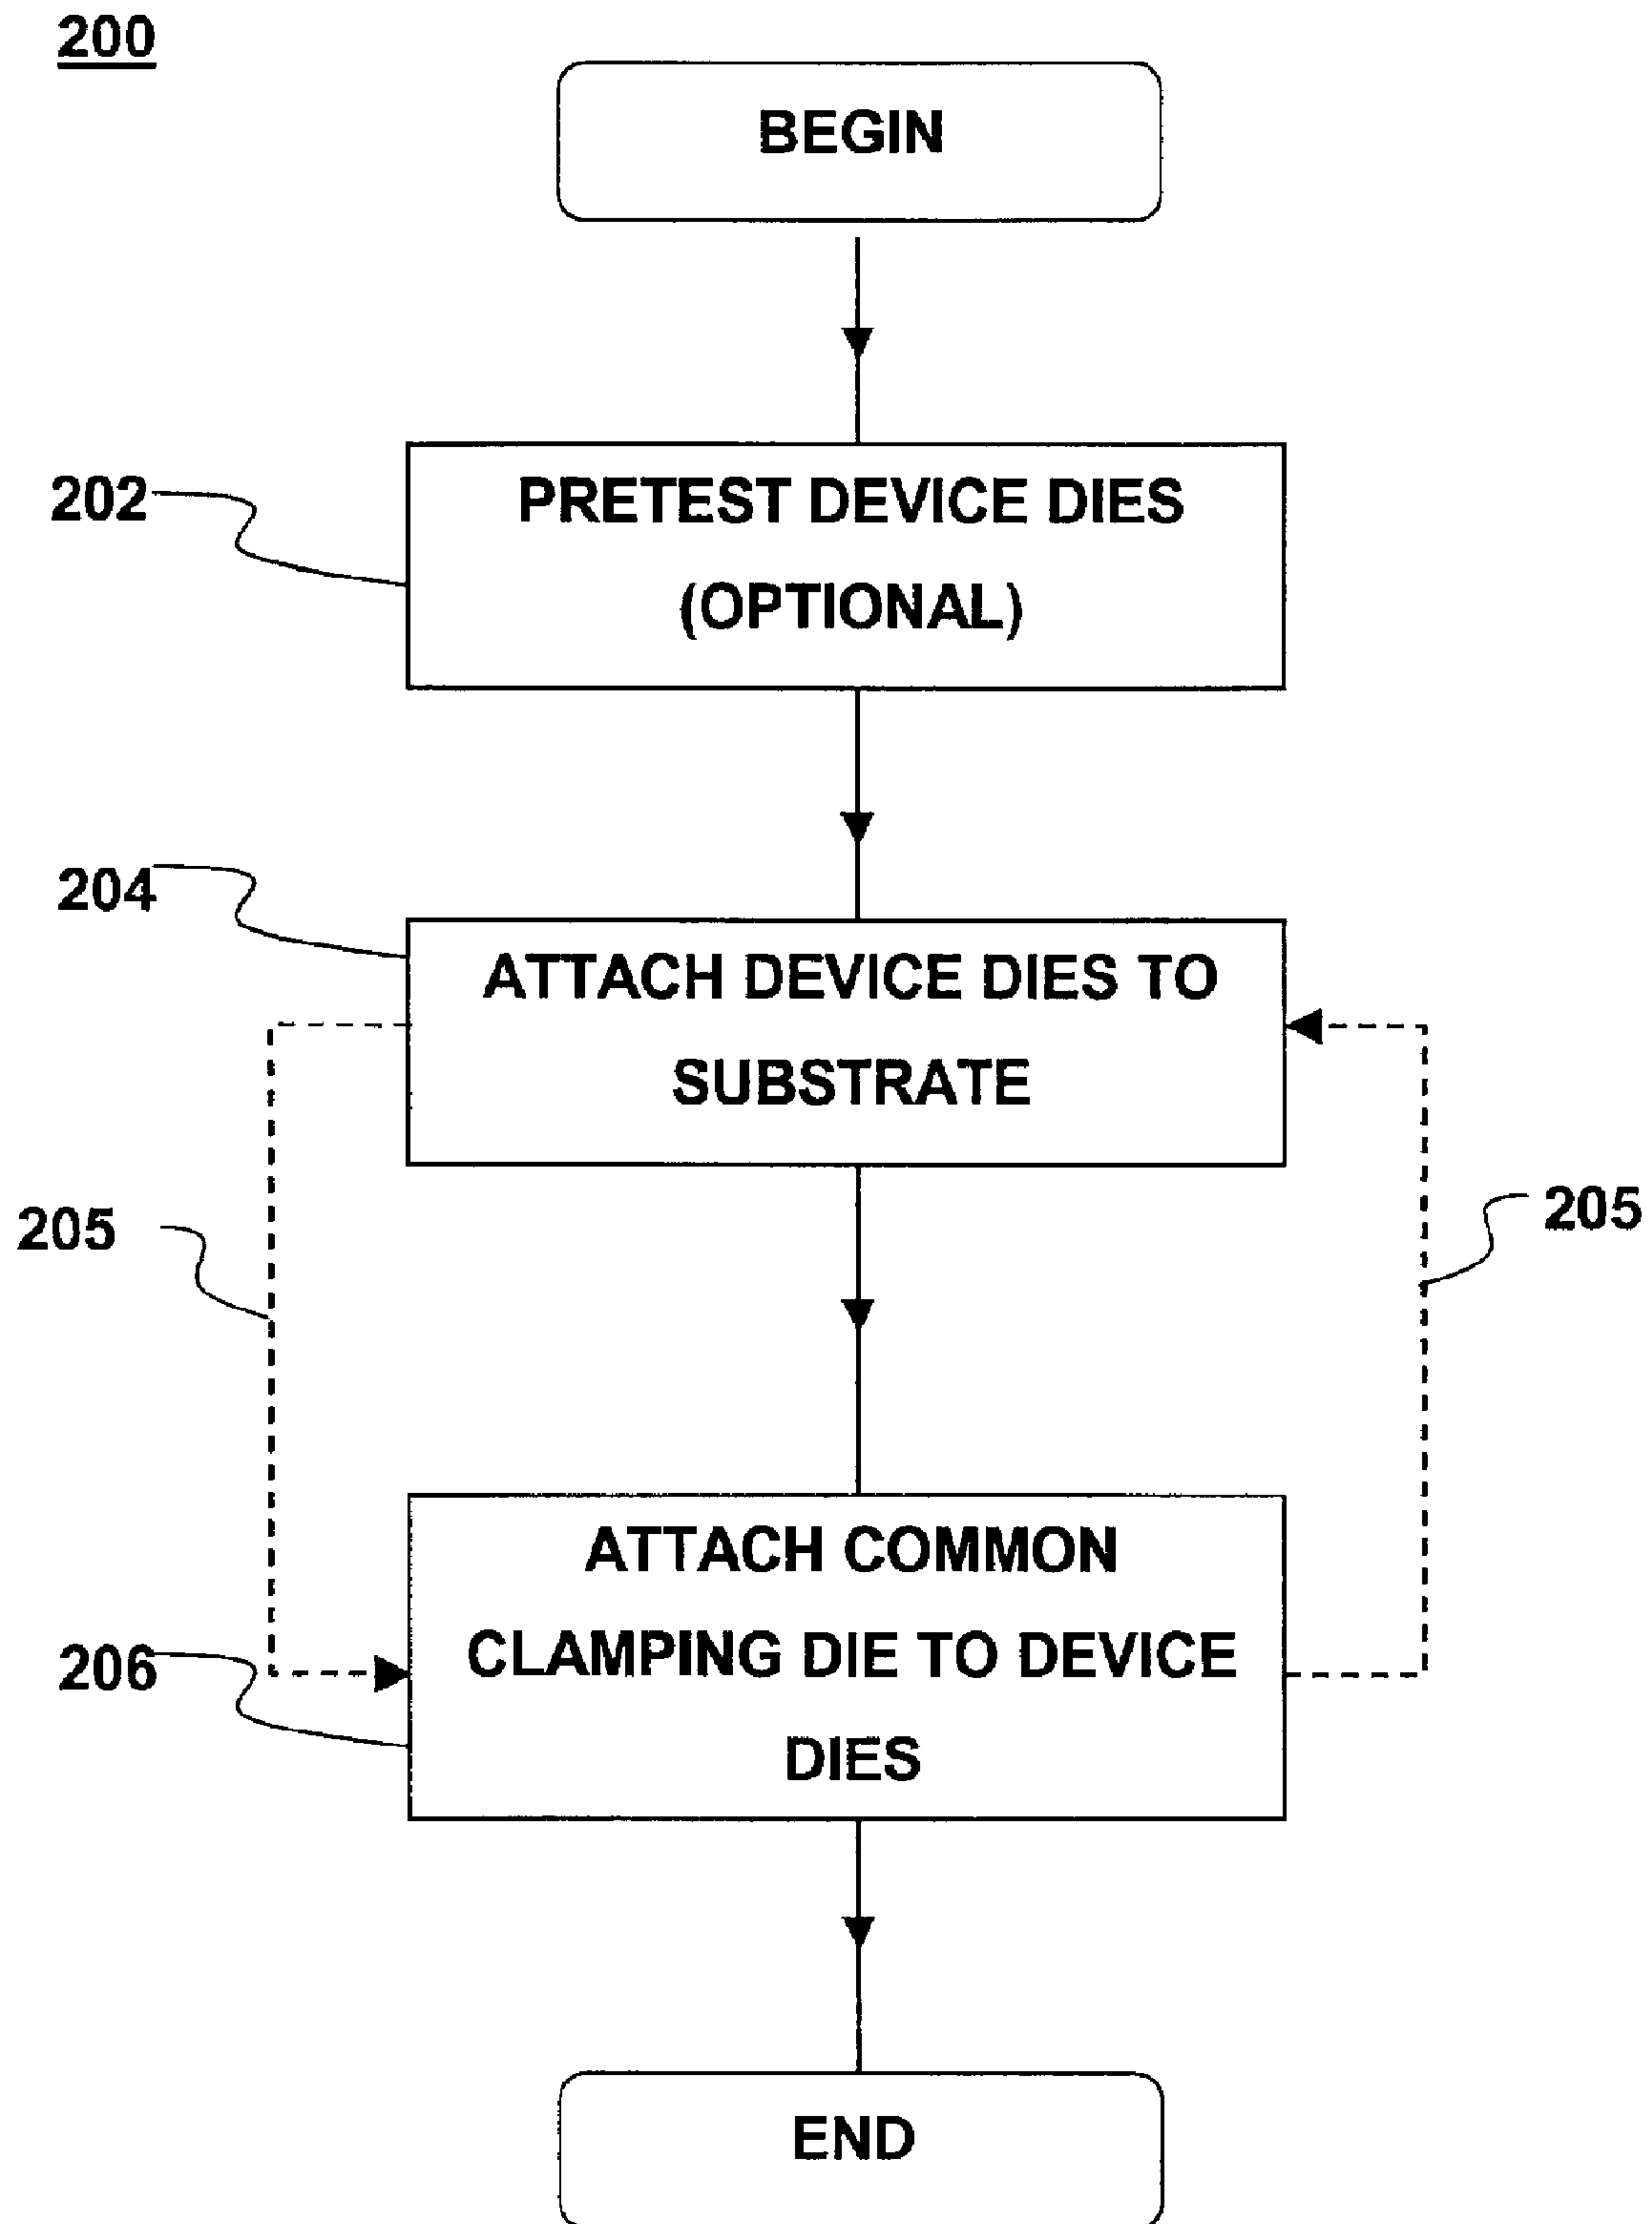 200
BEGIN
202
PRETEST DEVICE DIES
(OPTIONAL)
204
ATTACH DEVICE DIES TO
SUBSTRATE
205
205
206
ATTACH COMMON
CLAMPING DIE TO DEVICE
DIES
END